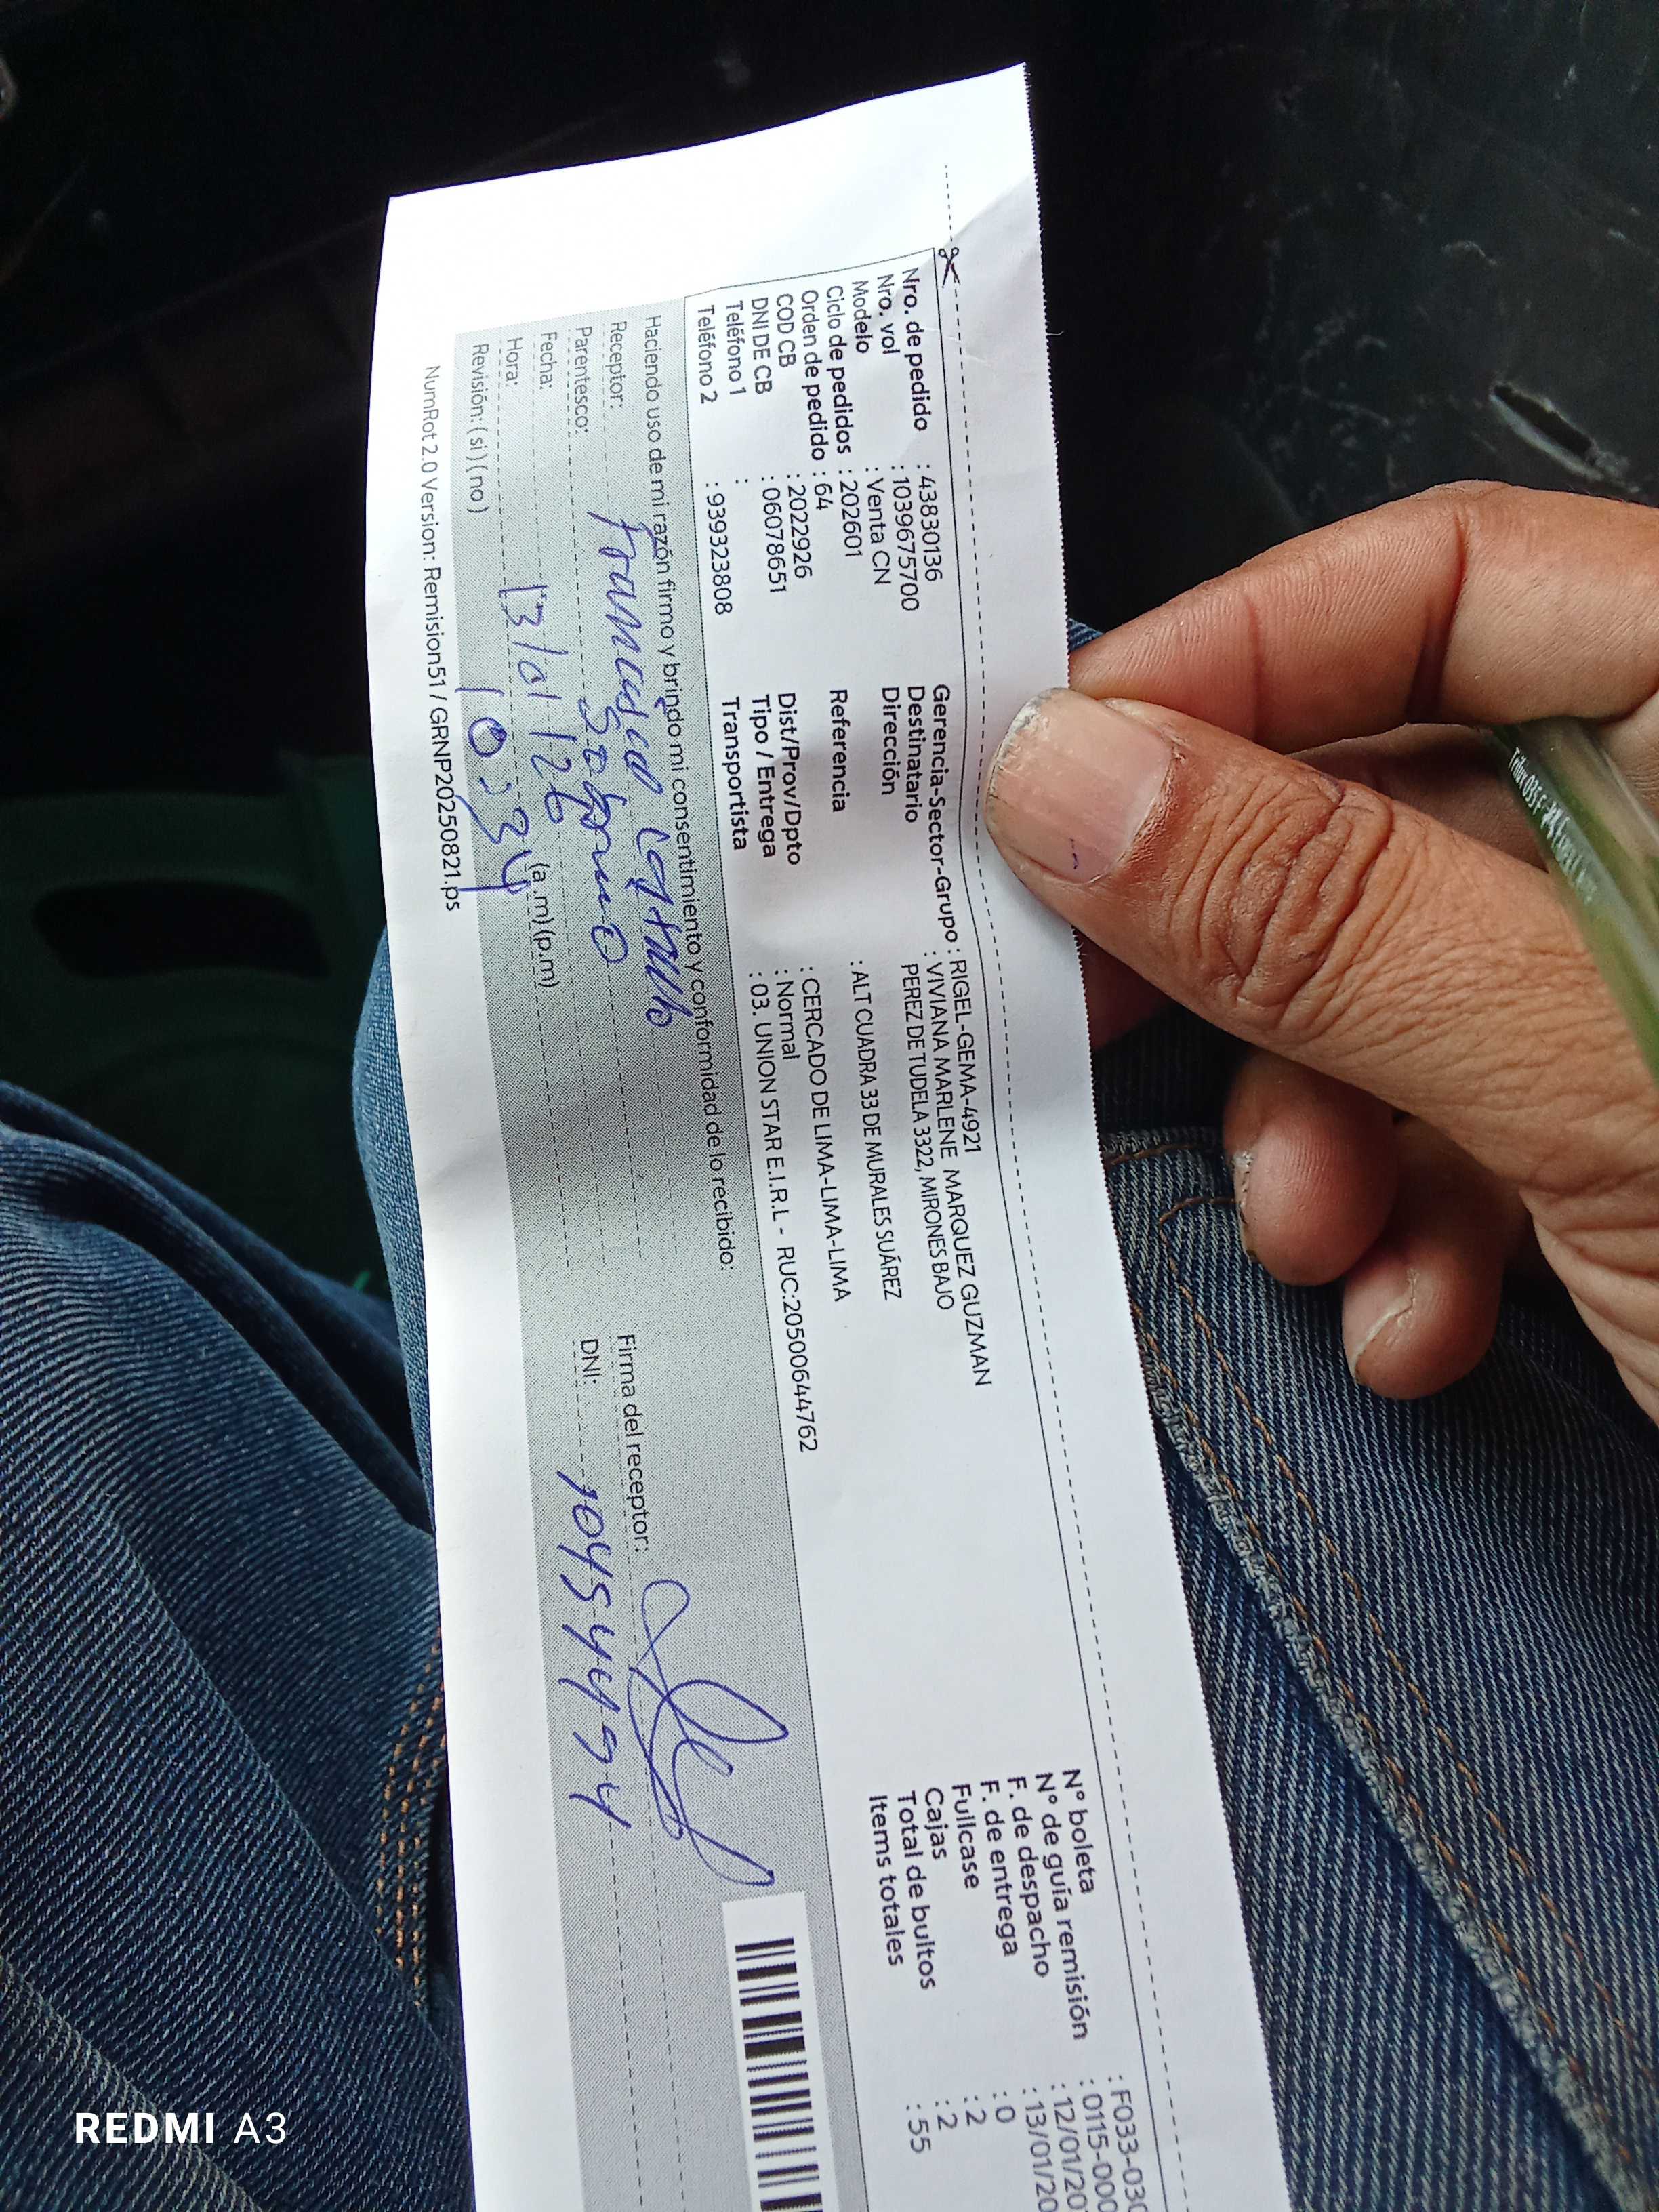 Nro. de pedido : 43830136
Nro. vol : 1039675700
Modelo : Venta CN
Ciclo de pedidos : 202601
Orden de pedido : 64
COD CB : 2022926
DNI DE CB : 06078651
Teléfono 1 :
Teléfono 2 : 939323808
Gerencia-Sector-Grupo : RIGEL-GEMA-4921
Destinatario : VIVIANA MARLENE MARQUEZ GUZMAN
Dirección PEREZ DE TUDELA 3322, MIRONES BAJO
Referencia : ALT CUADRA 33 DE MURALES SUÁREZ
Dist/Prov/Dpto : CERCADO DE LIMA-LIMA-LIMA
Tipo / Entrega : Normal
Transportista : 03. UNION STAR E.I.R.L - RUC:20500644762
N° boleta : F033-030
N° de guía remisión : 0115-000
F. de despacho : 12/01/20
F. de entrega : 13/01/20
Fullcase : 0
Cajas : 2
Total de bultos : 2
Items totales : 55
Haciendo uso de mi razón firmo y brindo mi consentimiento y conformidad de lo recibido:
Receptor:
Parentesco: Sobrino
Fecha: 13/01/26
Hora: 10:34 (a.m) (p.m)
Revisión: ( si ) ( no )
Firma del receptor:
DNI:
NumRot 2.0 Version: Remision51 / GRNP20250821.ps
Trilux 035 F
REDMI A3